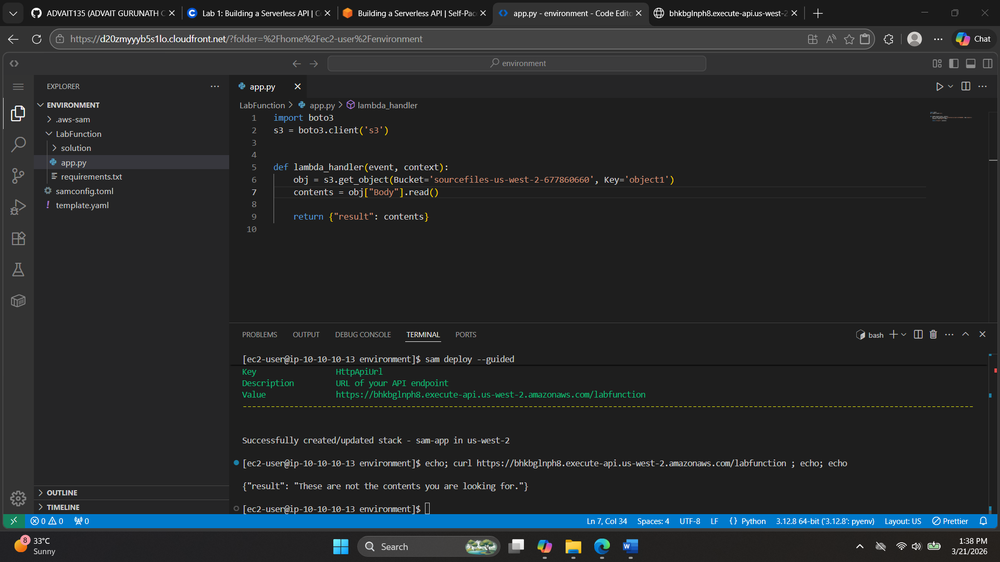 ADVAIT135 (ADVAIT GURUNATH C
Lab 1: Building a Serverless API | C
Building a Serverless API | Self-Pac
app.py - environment - Code Edito
bhkbglnph8.execute-api.us-west-2
https://d20zmyyyb5s1lo.cloudfront.net/?folder=%2Fhome%2Fec2-user%2Fenvironment
Chat
environment
EXPLORER
ENVIRONMENT
.aws-sam
LabFunction
solution
app.py
requirements.txt
samconfig.toml
template.yaml
OUTLINE
TIMELINE
app.py
LabFunction > app.py > lambda_handler
1 import boto3
2 s3 = boto3.client('s3')
3
4
5 def lambda_handler(event, context):
6 obj = s3.get_object(Bucket='sourcefiles-us-west-2-677860660', Key='object1')
7 contents = obj["Body"].read()
8
9 return {"result": contents}
10
PROBLEMS OUTPUT DEBUG CONSOLE TERMINAL PORTS
bash
[ec2-user@ip-10-10-10-13 environment]$ sam deploy --guided
Key HttpApiUrl
Description URL of your API endpoint
Value https://bhkbglnph8.execute-api.us-west-2.amazonaws.com/labfunction
Successfully created/updated stack - sam-app in us-west-2
[ec2-user@ip-10-10-10-13 environment]$ echo; curl https://bhkbglnph8.execute-api.us-west-2.amazonaws.com/labfunction ; echo; echo
{"result": "These are not the contents you are looking for."}
[ec2-user@ip-10-10-10-13 environment]$
0 0 0
Ln 7, Col 34 Spaces: 4 UTF-8 LF {} Python 3.12.8 64-bit ('3.12.8': pyenv) Layout: US Prettier
8
33°C
Sunny
Search
1:38 PM
3/21/2026